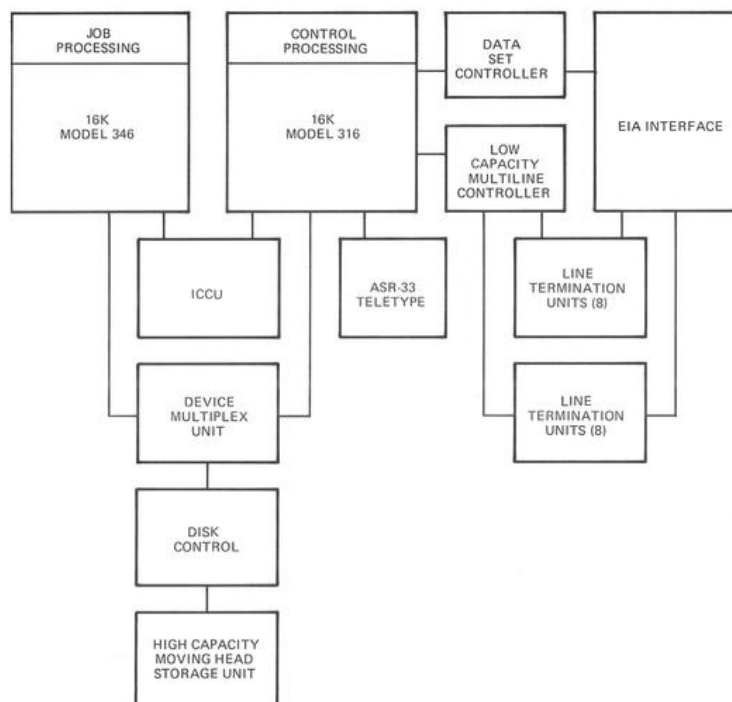 JOB
PROCESSING
16K
MODEL 346
CONTROL
PROCESSING
16K
MODEL 316
DATA
SET
CONTROLLER
EIA INTERFACE
LOW
CAPACITY
MULTILINE
CONTROLLER
ICCU
ASR-33
TELETYPE
LINE
TERMINATION
UNITS (8)
DEVICE
MULTIPLEX
UNIT
LINE
TERMINATION
UNITS (8)
DISK
CONTROL
HIGH CAPACITY
MOVING HEAD
STORAGE UNIT